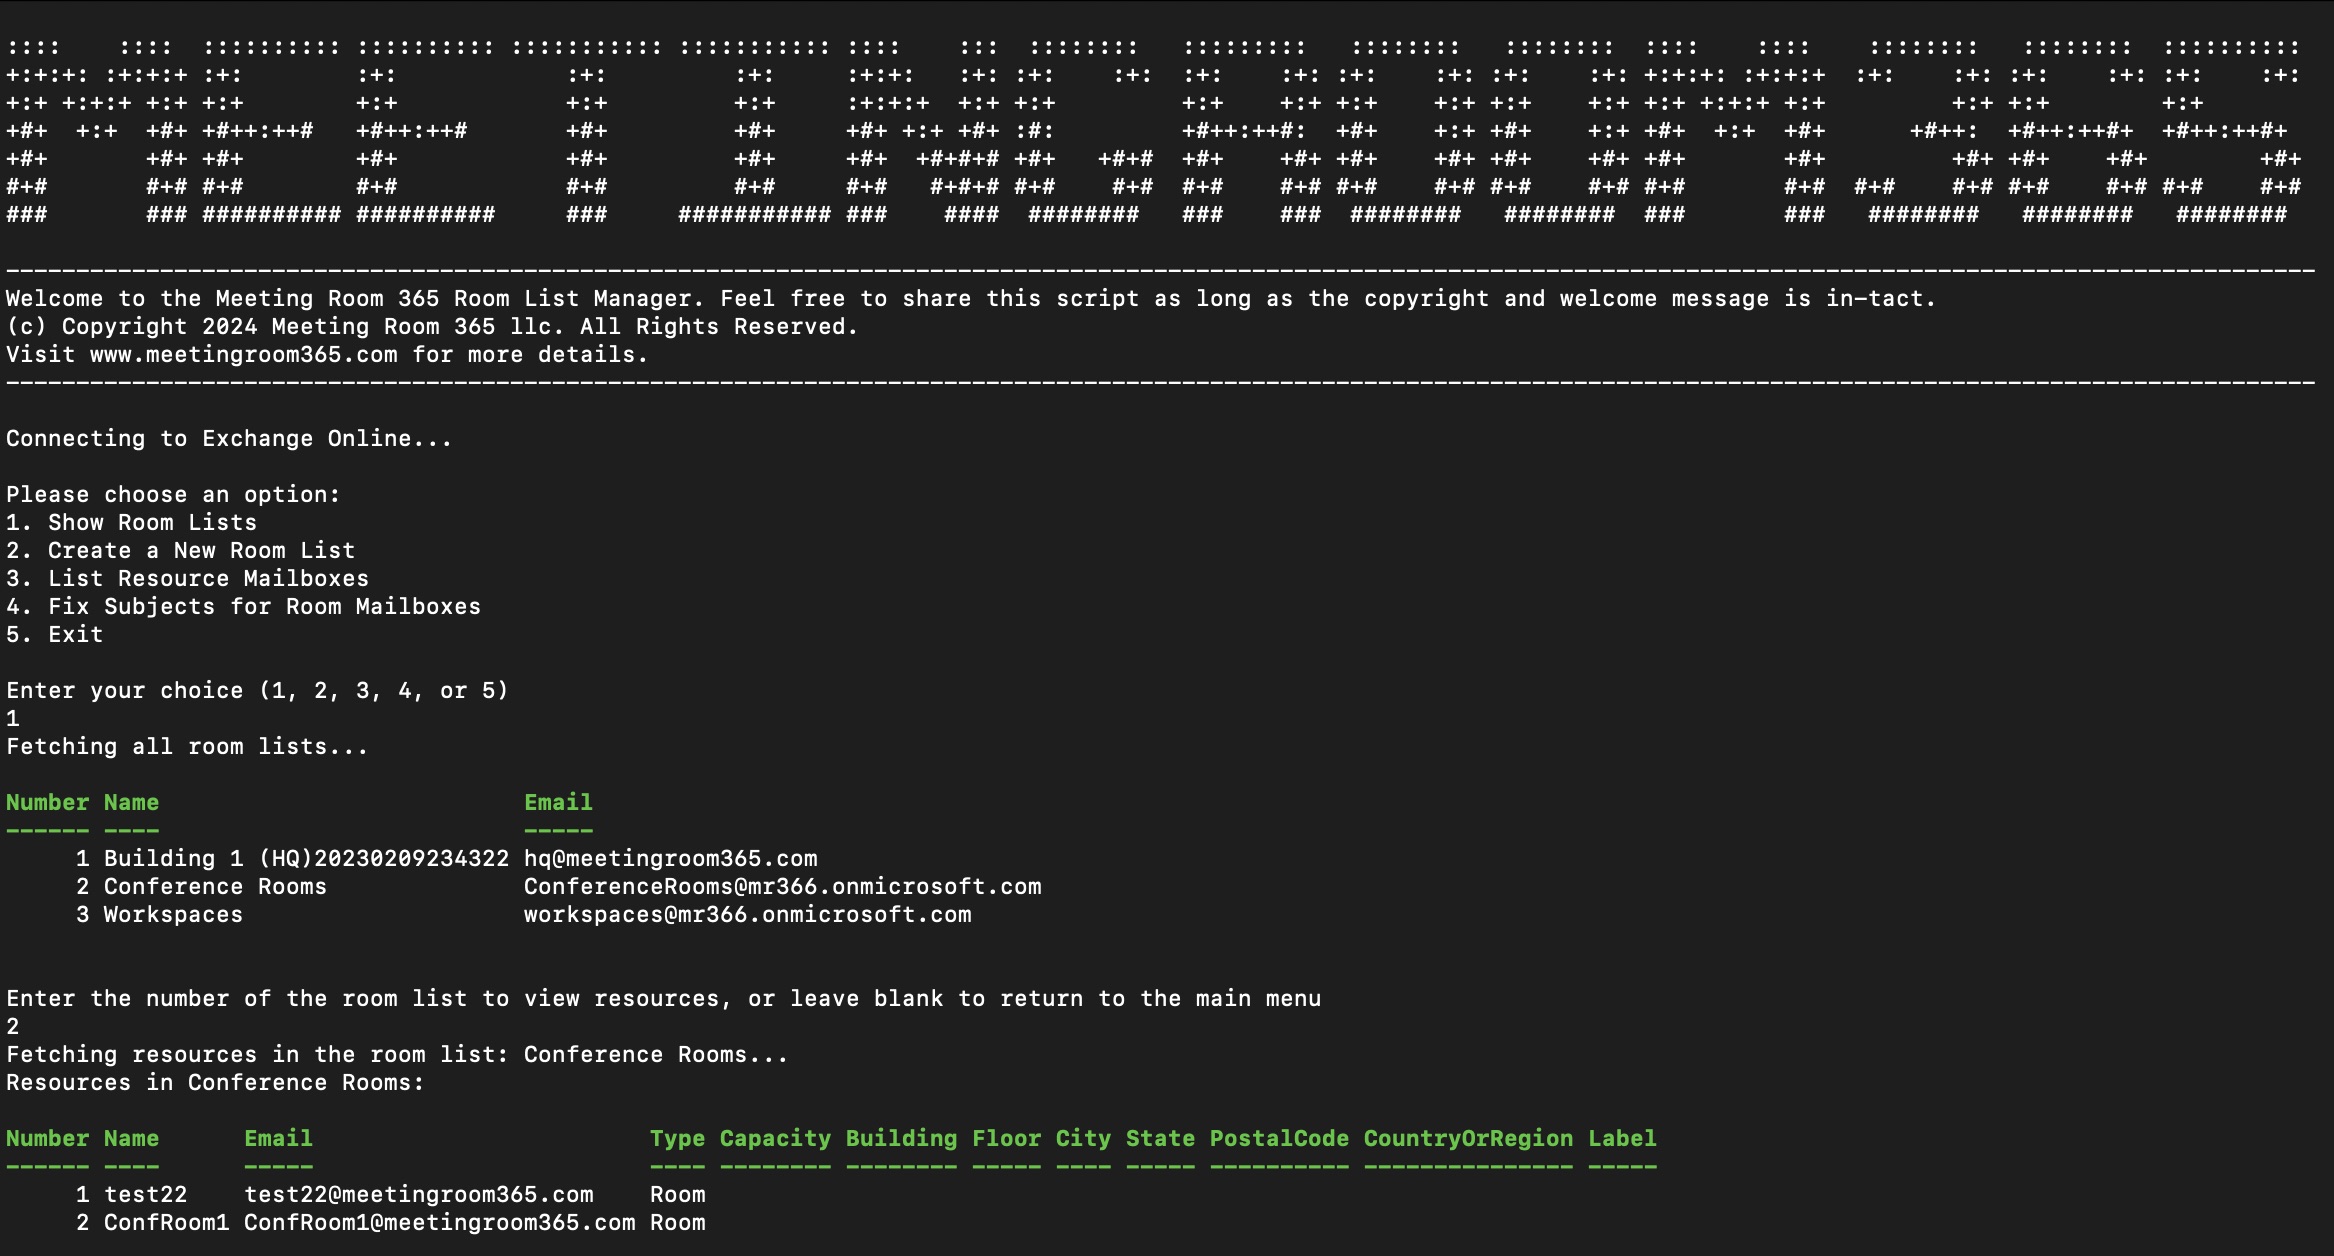 MEETINGROOM365
Welcome to the Meeting Room 365 Room List Manager. Feel free to share this script as long as the copyright and welcome message is in-tact.
(c) Copyright 2024 Meeting Room 365 llc. All Rights Reserved.
Visit www.meetingroom365.com for more details.
Connecting to Exchange Online...
Please choose an option:
1. Show Room Lists
2. Create a New Room List
3. List Resource Mailboxes
4. Fix Subjects for Room Mailboxes
5. Exit
Enter your choice (1, 2, 3, 4, or 5)
1
Fetching all room lists...
Number Name Email
------ ---- -----
1 Building 1 (HQ)20230209234322 hq@meetingroom365.com
2 Conference Rooms ConferenceRooms@mr366.onmicrosoft.com
3 Workspaces workspaces@mr366.onmicrosoft.com
Enter the number of the room list to view resources, or leave blank to return to the main menu
2
Fetching resources in the room list: Conference Rooms...
Resources in Conference Rooms:
Number Name Email Type Capacity Building Floor City State PostalCode CountryOrRegion Label
------ ---- ----- ---- -------- -------- ----- ---- ----- ---------- --------------- -----
1 test22 test22@meetingroom365.com Room
2 ConfRoom1 ConfRoom1@meetingroom365.com Room